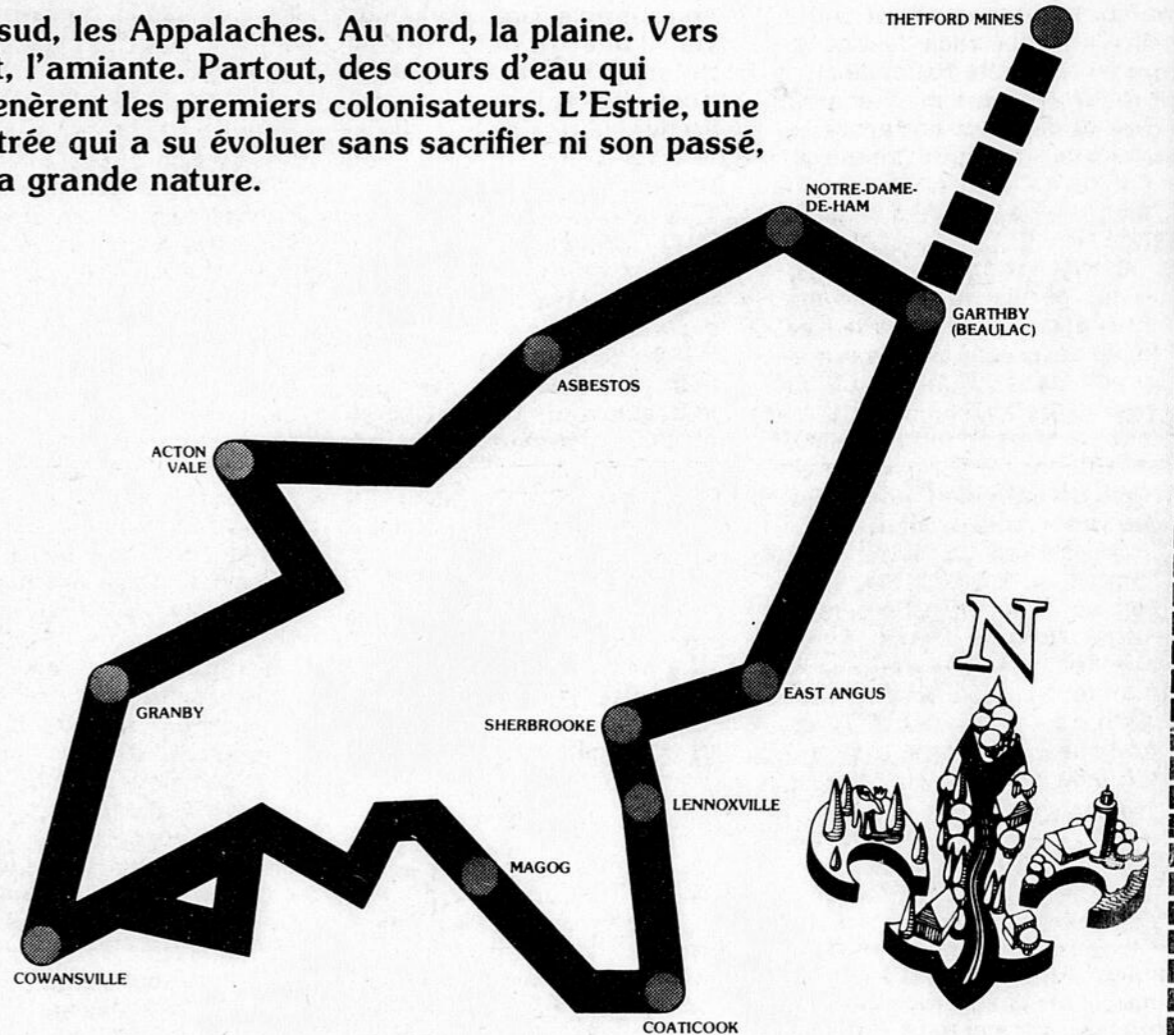 sud, les Appalaches. Au nord, la plaine. Vers
t, l'amiante. Partout, des cours d'eau qui
enèrent les premiers colonisateurs. L'Estrie, une
trée qui a su évoluer sans sacrifier ni son passé,
a grande nature.
THETFORD MINES
NOTRE-DAME-
DE-HAM
GARTHBY
(BEAULAC)
ASBESTOS
ACTON
VALE
GRANBY
SHERBROOKE
EAST ANGUS
LENNOXVILLE
MAGOG
COWANSVILLE
COATICOOK
N